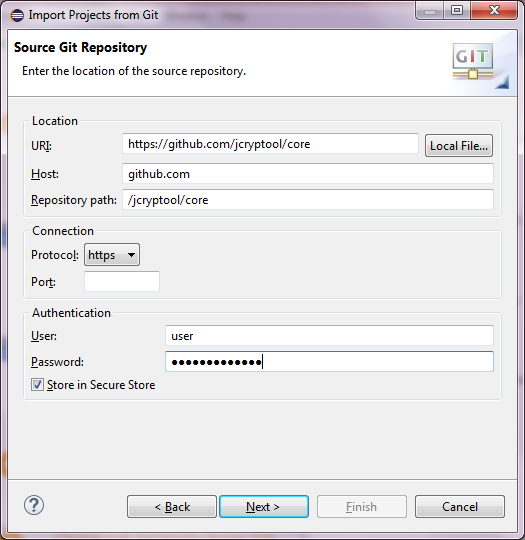 Import Projects from Git
Source Git Repository
Enter the location of the source repository.
GIT
Location
URI: https://github.com/jcryptool/core Local File...
Host: github.com
Repository path: /jcryptool/core
Connection
Protocol: https
Port:
Authentication
User: user
Password: ●●●●●●●●●●●●●
Store in Secure Store
? < Back Next > Finish Cancel